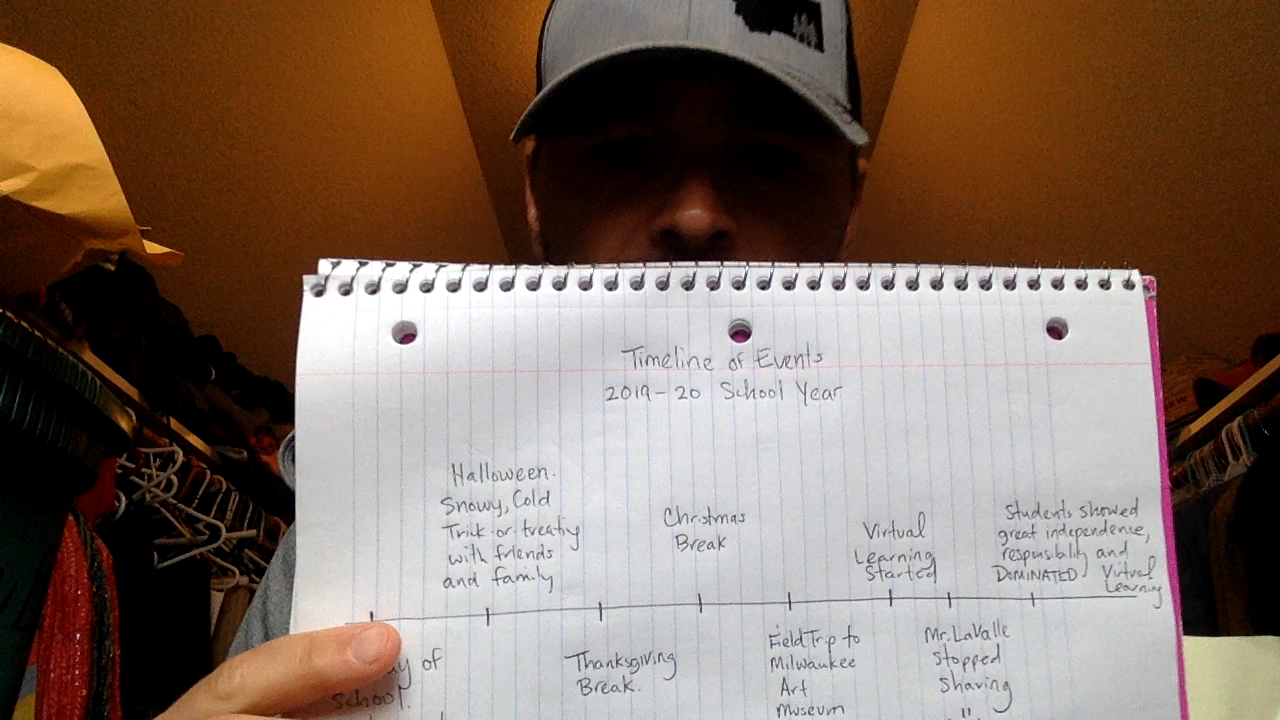 Timeline of Events
2019-20 School Year
Halloween.
Snowy, Cold
Trick-or-treating
with friends
and family
Christmas
Break
Virtual
Learning
Started
Students showed
great independence,
responsibility and
DOMINATED Virtual
Learning
of
School!
Thanksgiving
Break.
Field Trip to
Milwaukee
Art
Museum
Mr. LaValle
Stopped
Shaving